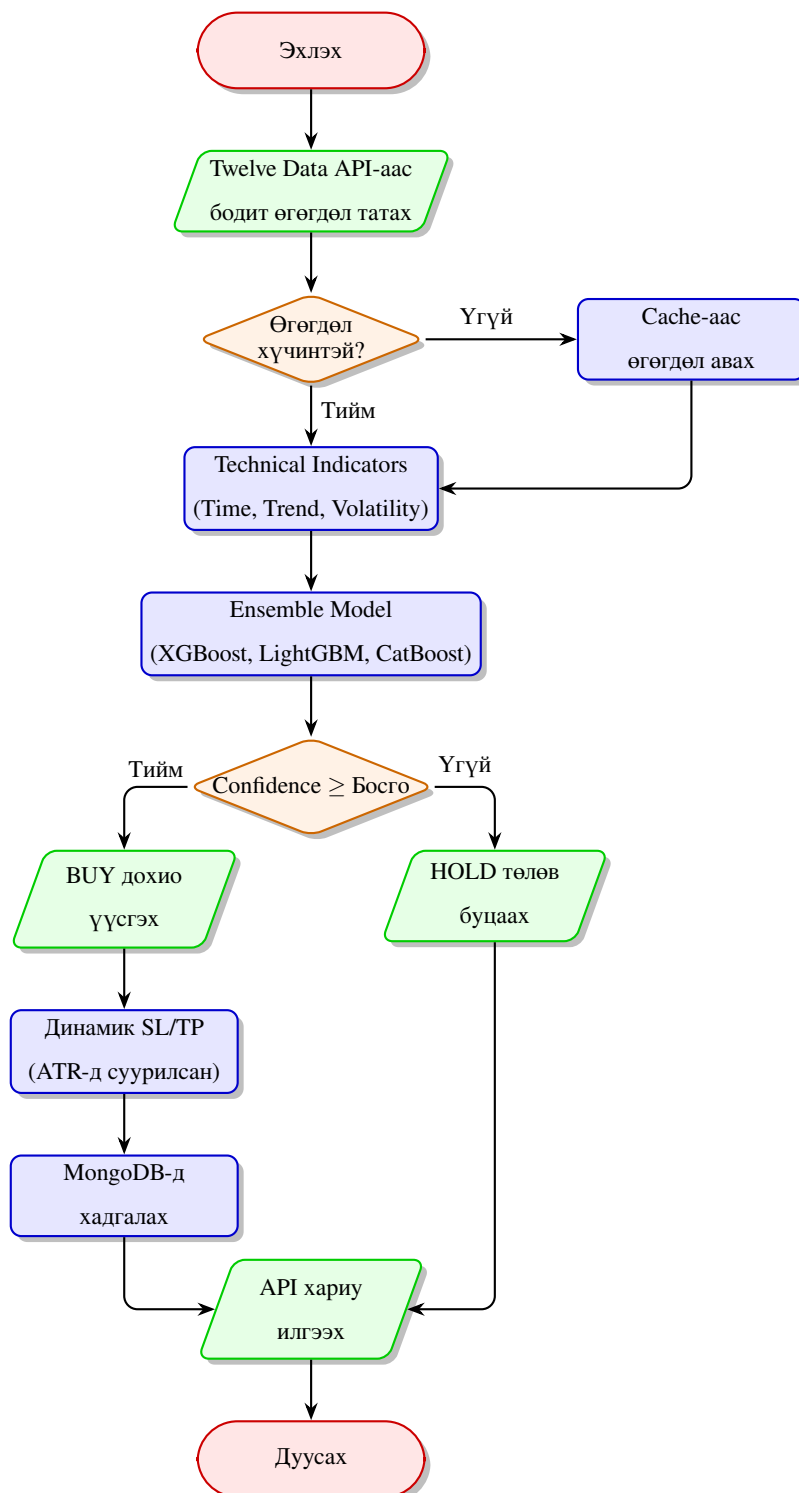 Эхлэх
Twelve Data API-аас
бодит өгөгдөл татах
Өгөгдөл
хүчинтэй?
Үгүй
Cache-аас
өгөгдөл авах
Тийм
Technical Indicators
(Time, Trend, Volatility)
Ensemble Model
(XGBoost, LightGBM, CatBoost)
Confidence ≥ Босго
Тийм
Үгүй
BUY дохио
үүсгэх
HOLD төлөв
буцаах
Динамик SL/TP
(ATR-д суурилсан)
MongoDB-д
хадгалах
API хариу
илгээх
Дуусах